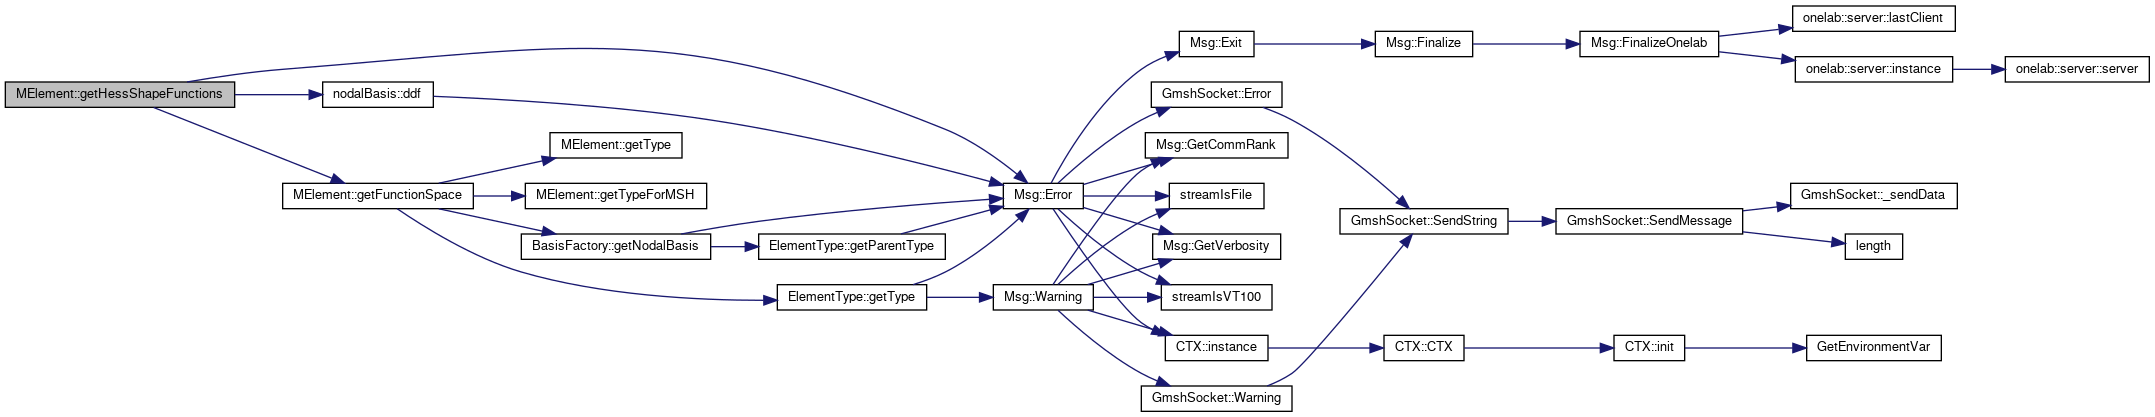 MElement::getHessShapeFunctions
nodalBasis::ddf
MElement::getFunctionSpace
MElement::getType
MElement::getTypeForMSH
BasisFactory::getNodalBasis
ElementType::getParentType
ElementType::getType
Msg::Error
Msg::Warning
Msg::Exit
GmshSocket::Error
Msg::GetCommRank
streamIsFile
Msg::GetVerbosity
streamIsVT100
CTX::instance
GmshSocket::Warning
Msg::Finalize
GmshSocket::SendString
CTX::CTX
Msg::FinalizeOnelab
GmshSocket::SendMessage
CTX::init
onelab::server::lastClient
onelab::server::instance
GmshSocket::_sendData
length
GetEnvironmentVar
onelab::server::server